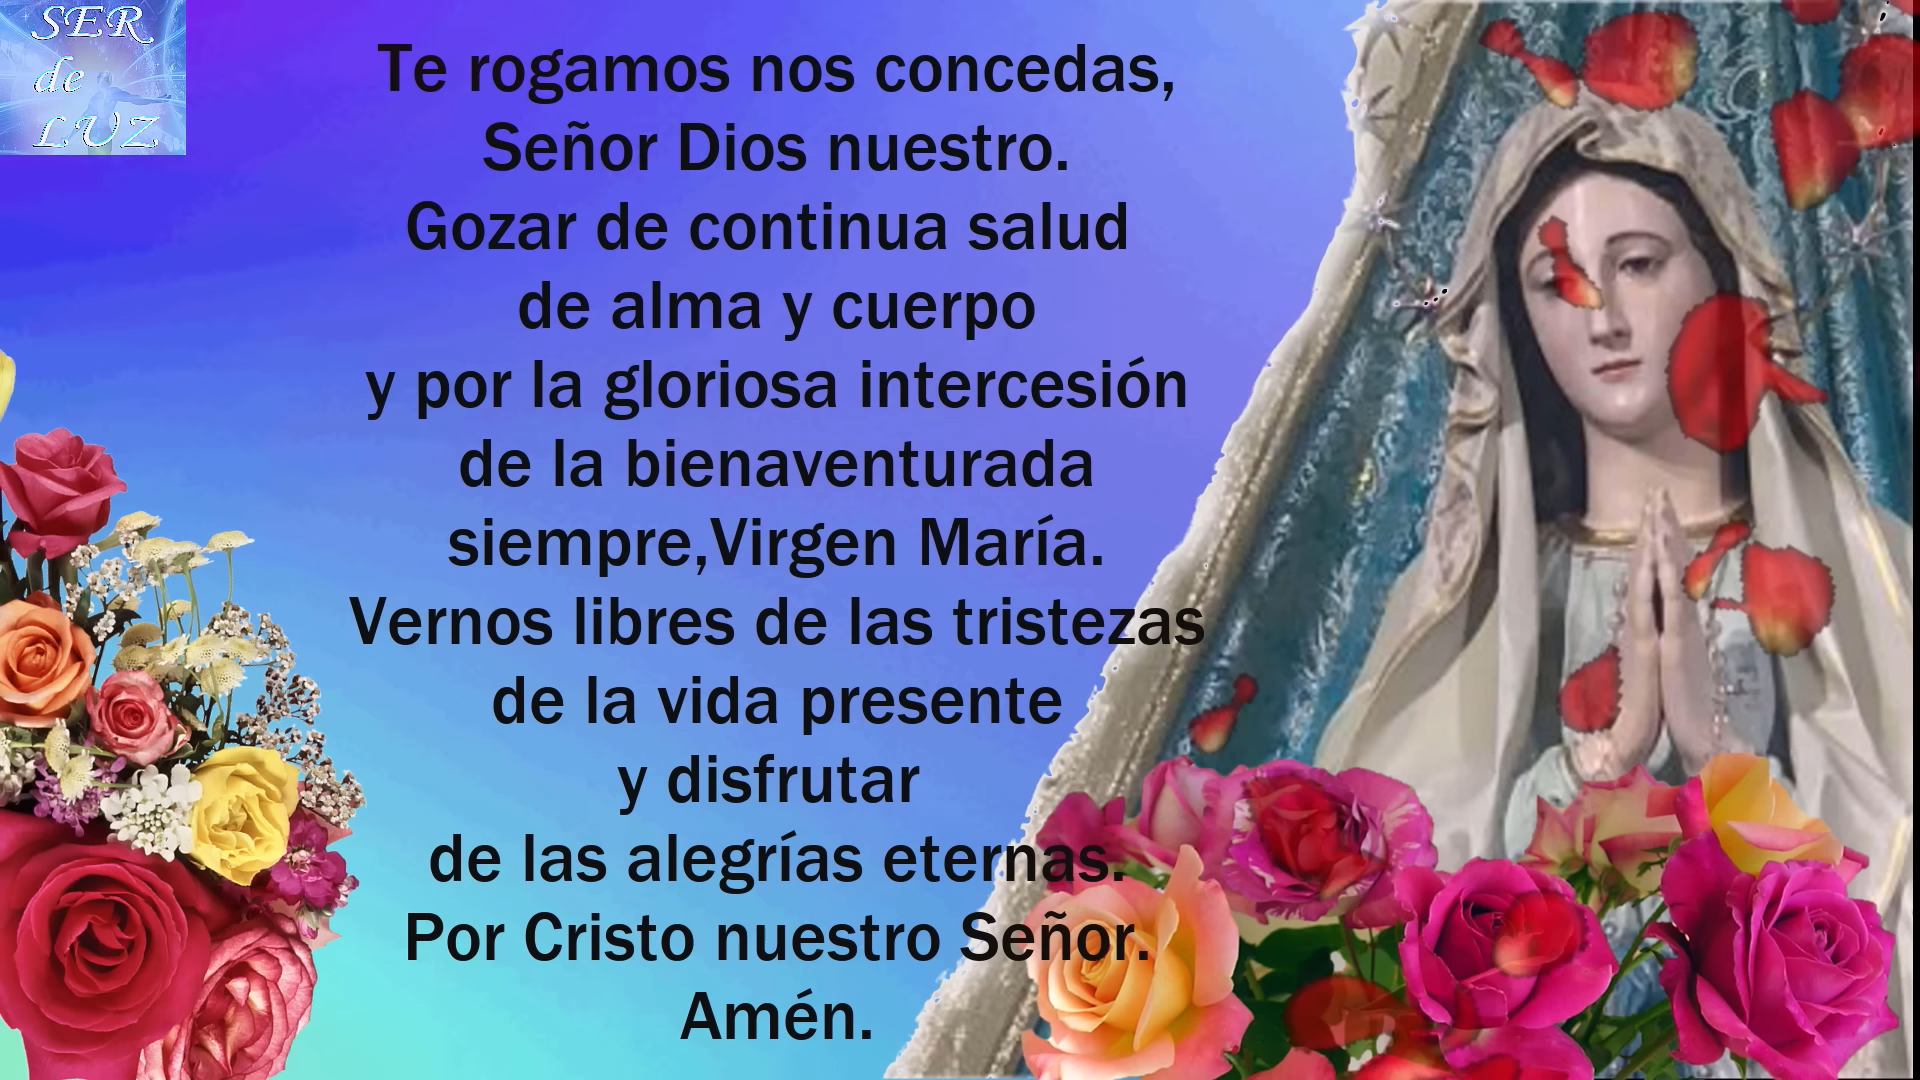 SER
de
LUZ
Te rogamos nos concedas,
Señor Dios nuestro.
Gozar de continua salud
de alma y cuerpo
y por la gloriosa intercesión
de la bienaventurada
siempre,Virgen María.
Vernos libres de las tristezas
de la vida presente
y disfrutar
de las alegrías eternas.
Por Cristo nuestro Señor.
Amén.